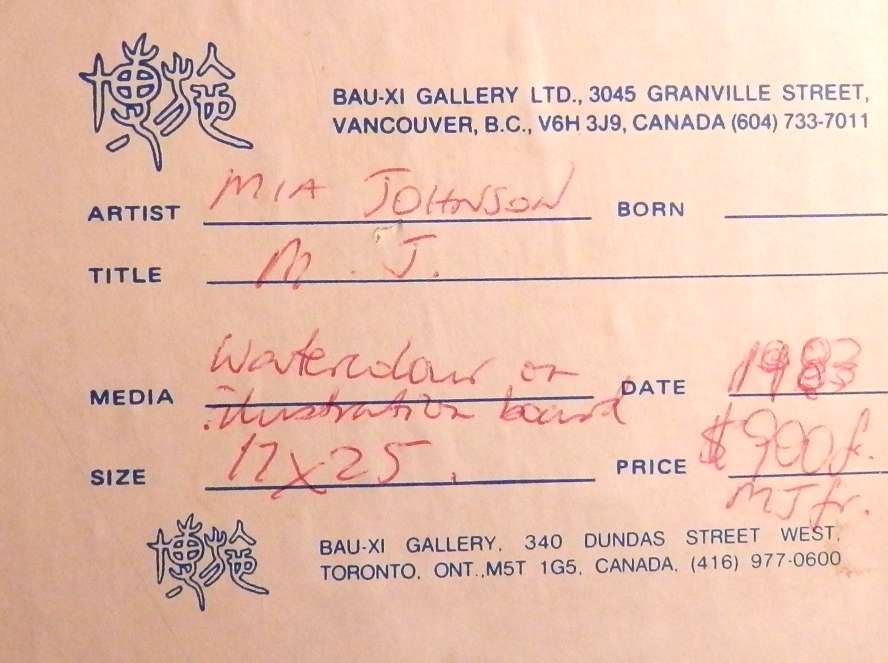 BAU-XI GALLERY LTD., 3045 GRANVILLE STREET,
VANCOUVER, B.C., V6H 3J9, CANADA (604) 733-7011
ARTIST MIA JOHNSON BORN
TITLE M. J.
Watercolour on
MEDIA illustration board DATE 1983
SIZE 17x25. PRICE $900 fr.
MJ fr.
BAU-XI GALLERY, 340 DUNDAS STREET WEST,
TORONTO, ONT., M5T 1G5, CANADA, (416) 977-0600